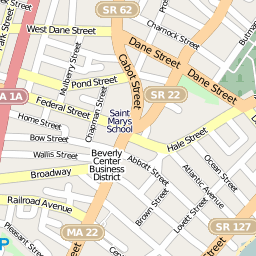 SR 62
West Dane Street
Charnock Street
Dane Street
Mulberry Street
Cabot Street
Pond Street
Dane Street
A 1A
SR 22
Federal Street
Saint
Marys
School
Home Street
Chapman Street
Bow Street
Hale Street
Wallis Street
Beverly
Center
Business
District
Abbott Street
Ocean Street
Broadway
Atlantic Avenue
Railroad Avenue
Brown Street
Lovett Street
MA 22
SR 127
Pleasant Street
P